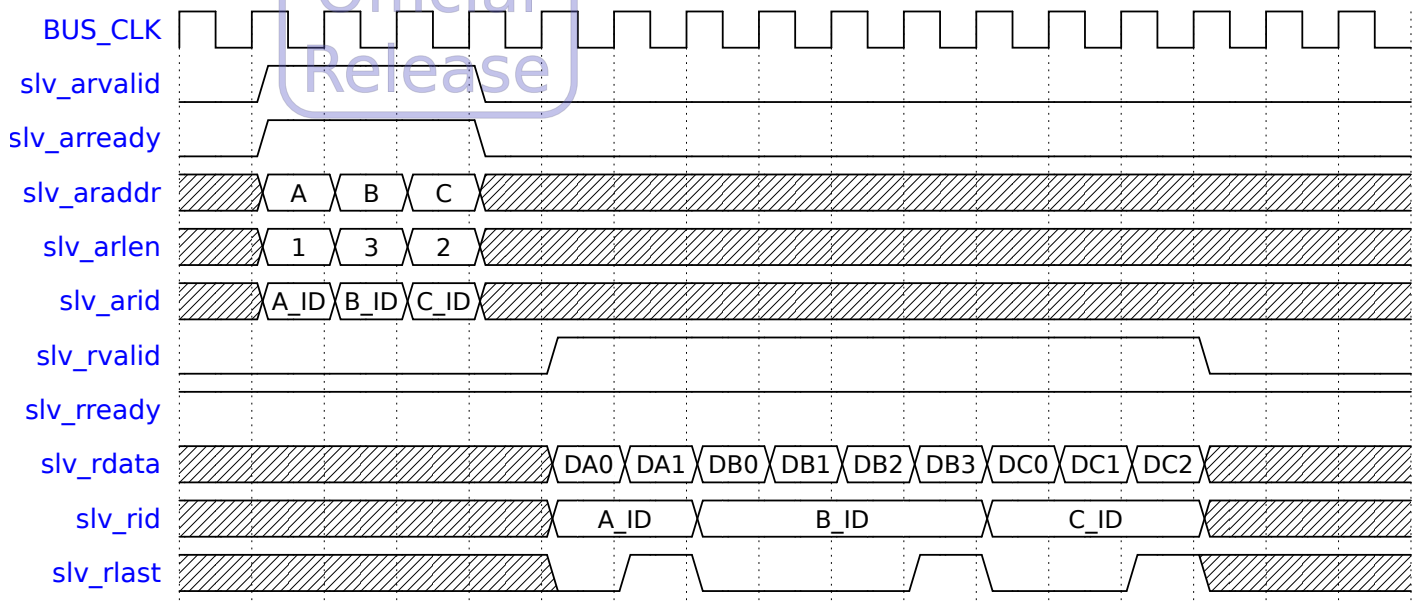 Official
BUS_CLK
Release
slv_arvalid
slv_arready
slv_araddr A B C
slv_arlen 1 3 2
slv_arid A_ID B_ID C_ID
slv_rvalid
slv_rready
slv_rdata DA0 DA1 DB0 DB1 DB2 DB3 DC0 DC1 DC2
slv_rid A_ID B_ID C_ID
slv_rlast